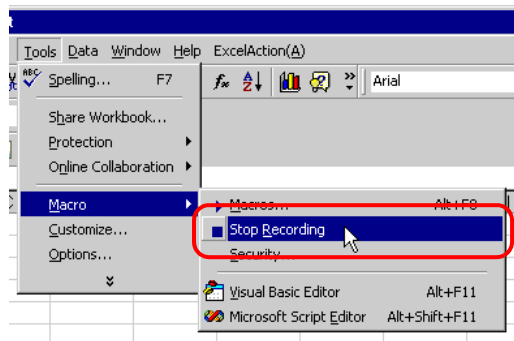 Tools Data Window Help ExcelAction(A)
Spelling... F7
Arial
Share Workbook...
Protection
Online Collaboration
Macro
Macros... Alt+F8
Customize...
Stop Recording
Options...
Security...
Visual Basic Editor Alt+F11
Microsoft Script Editor Alt+Shift+F11